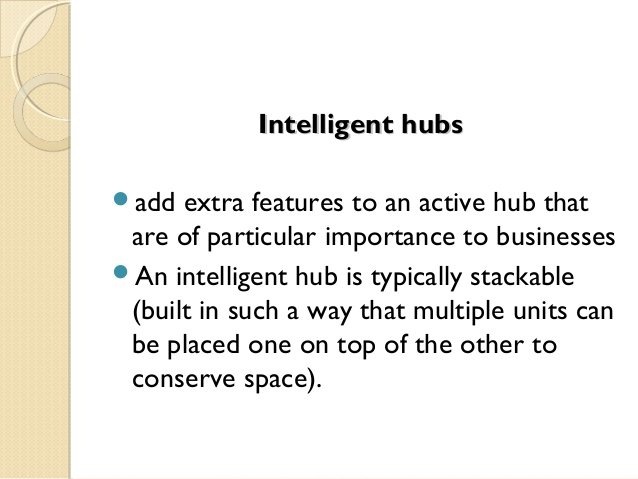 Intelligent hubs
add extra features to an active hub that
are of particular importance to businesses
An intelligent hub is typically stackable
(built in such a way that multiple units can
be placed one on top of the other to
conserve space).